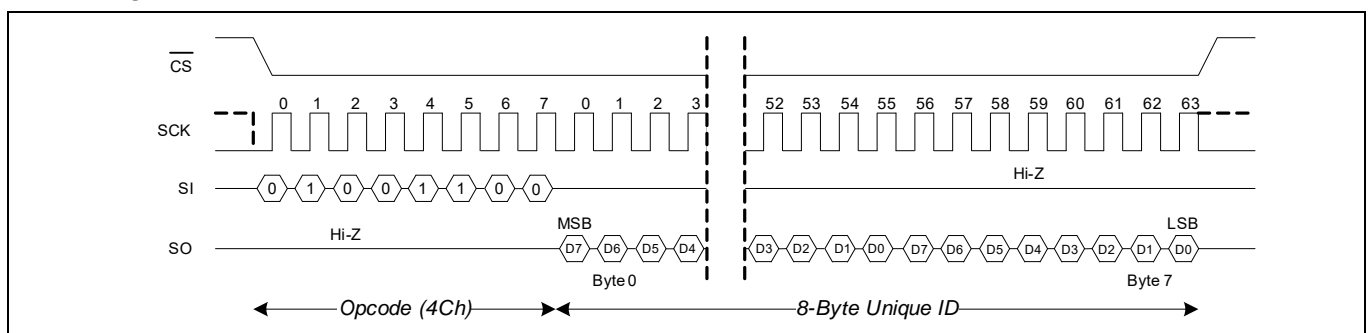 CS
0 1 2 3 4 5 6 7 0 1 2 3 52 53 54 55 56 57 58 59 60 61 62 63
SCK
Hi-Z
SI 0 1 0 0 1 1 0 0
MSB LSB
Hi-Z
SO D7 D6 D5 D4 D3 D2 D1 D0 D7 D6 D5 D4 D3 D2 D1 D0
Byte 0 Byte 7
Opcode (4Ch) 8-Byte Unique ID